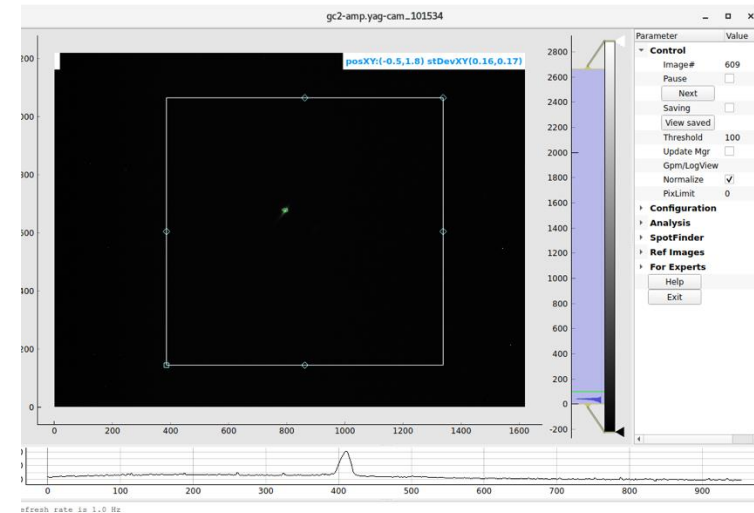 gc2-amp.yag-cam_101534
posXY:(-0.5,1.8) stDevXY(0.16,0.17)
200
000
800
600
400
200
0
0 200 400 600 800 1000 1200 1400 1600
2800
2600
2400
2200
2000
1800
1600
1400
1200
1000
800
600
400
200
0
-200
Parameter Value
Control
Image# 609
Pause
Next
Saving
View saved
Threshold 100
Update Mgr
Gpm/LogView
Normalize
PixLimit 0
Configuration
Analysis
SpotFinder
Ref Images
For Experts
Help
Exit
0 100 200 300 400 500 600 700 800 900
efresh rate is 1.0 Hz